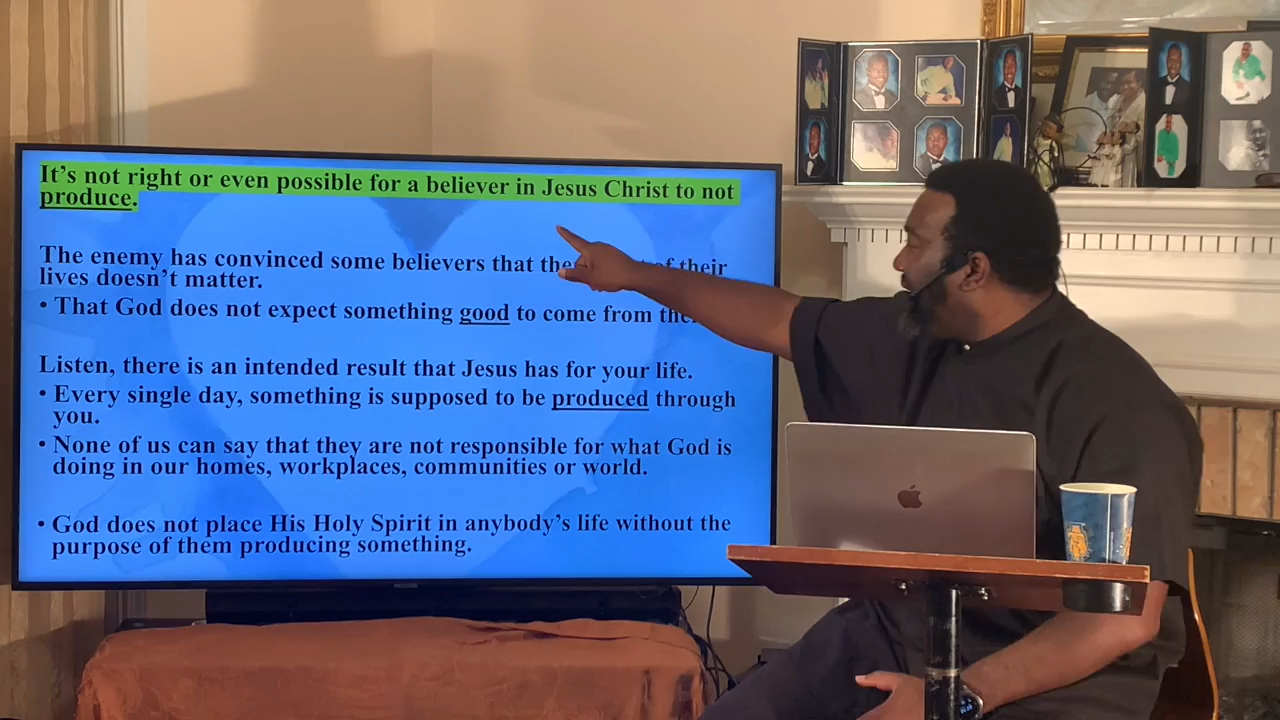 It's not right or even possible for a believer in Jesus Christ to not
produce.
The enemy has convinced some believers that of their
lives doesn't matter.
• That God does not expect something good to come from
Listen, there is an intended result that Jesus has for your life.
• Every single day, something is supposed to be produced through
you.
• None of us can say that they are not responsible for what God is
doing in our homes, workplaces, communities or world.
• God does not place His Holy Spirit in anybody's life without the
purpose of them producing something.